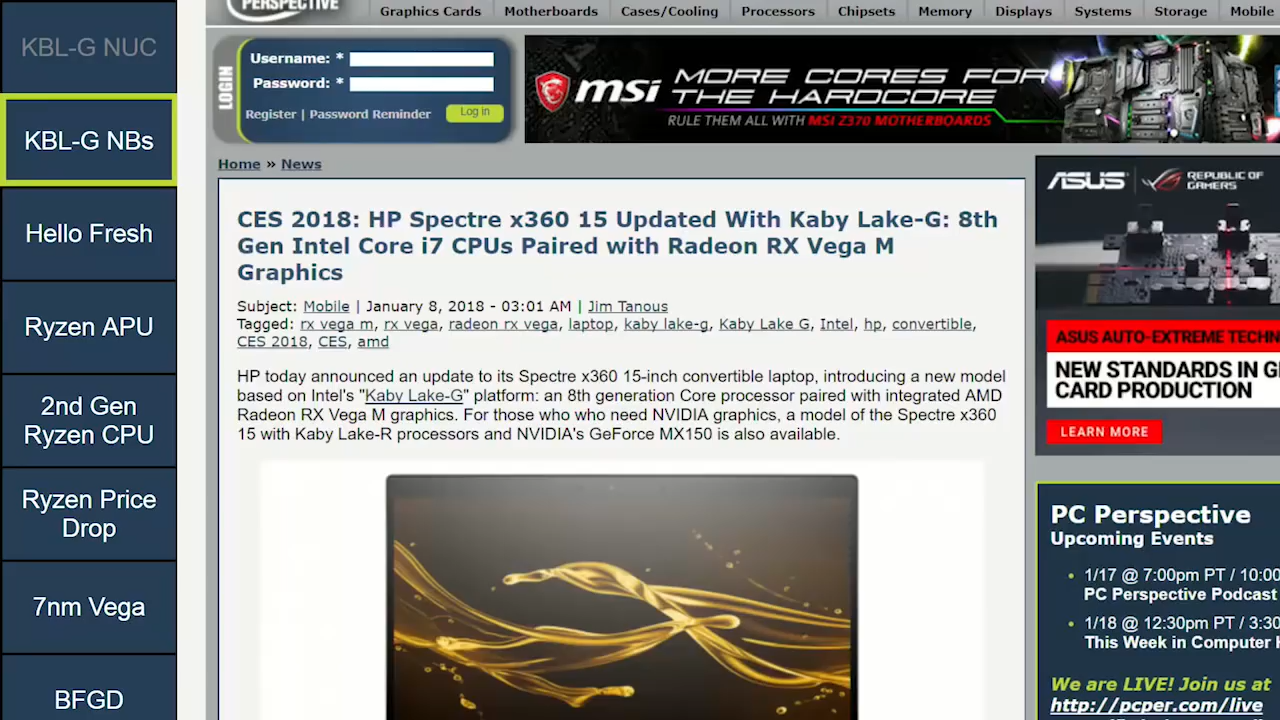 KBL-G NUC
KBL-G NBs
Hello Fresh
Ryzen APU
2nd Gen
Ryzen CPU
Ryzen Price
Drop
7nm Vega
BFGD
PERSPECTIVE
Graphics Cards
Motherboards
Cases/Cooling
Processors
Chipsets
Memory
Displays
Systems
Storage
Mobile
LOGIN
Username: *
Password: *
Register | Password Reminder
Log in
msi
MORE CORES FOR
THE HARDCORE
RULE THEM ALL WITH MSI Z370 MOTHERBOARDS
Home » News
CES 2018: HP Spectre x360 15 Updated With Kaby Lake-G: 8th
Gen Intel Core i7 CPUs Paired with Radeon RX Vega M
Graphics
Subject: Mobile | January 8, 2018 - 03:01 AM | Jim Tanous
Tagged: rx vega m, rx vega, radeon rx vega, laptop, kaby lake-g, Kaby Lake G, Intel, hp, convertible,
CES 2018, CES, amd
HP today announced an update to its Spectre x360 15-inch convertible laptop, introducing a new model
based on Intel's "Kaby Lake-G" platform: an 8th generation Core processor paired with integrated AMD
Radeon RX Vega M graphics. For those who who need NVIDIA graphics, a model of the Spectre x360
15 with Kaby Lake-R processors and NVIDIA's GeForce MX150 is also available.
ASUS
REPUBLIC OF
GAMERS
ASUS AUTO-EXTREME TECHN
NEW STANDARDS IN G
CARD PRODUCTION
LEARN MORE
PC Perspective
Upcoming Events
• 1/17 @ 7:00pm PT / 10:00
PC Perspective Podcast
• 1/18 @ 12:30pm PT / 3:30
This Week in Computer H
We are LIVE! Join us at
http://pcper.com/live